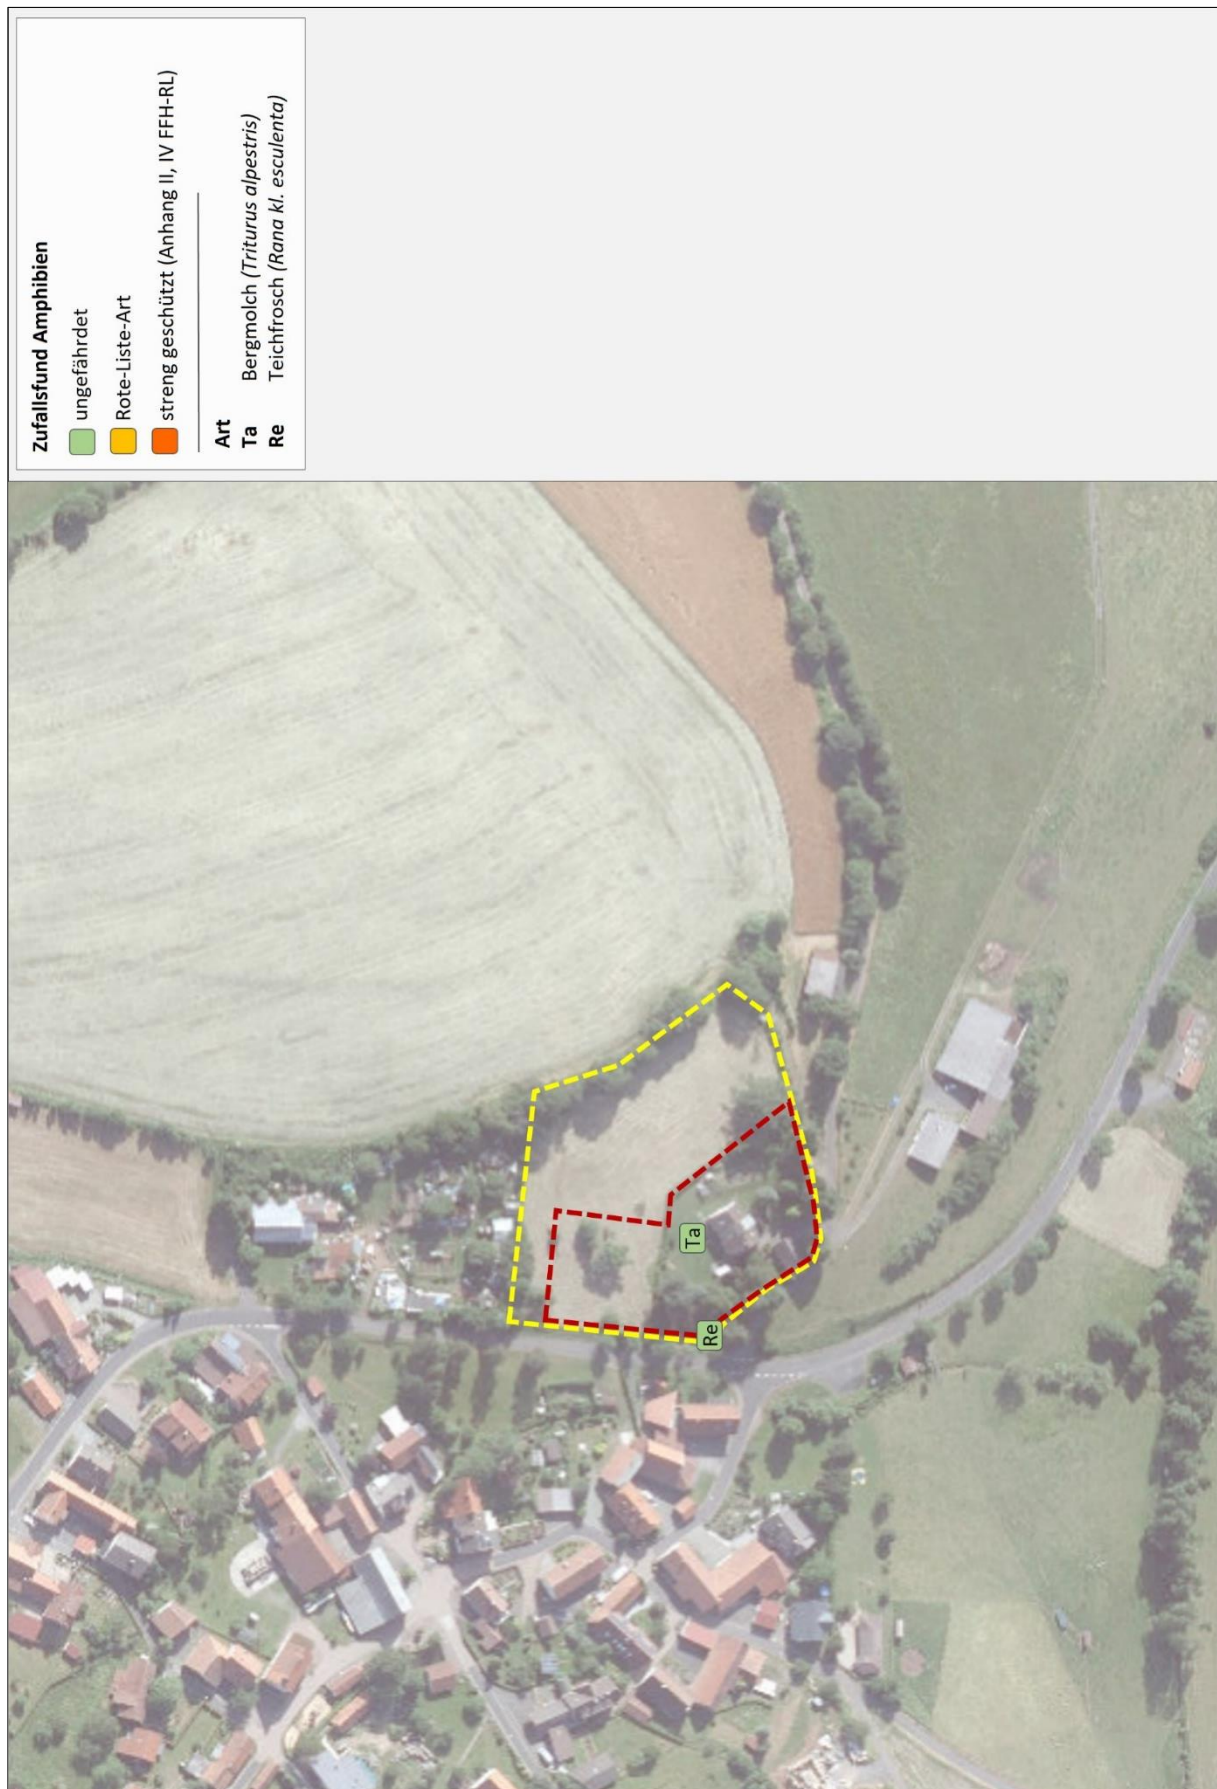 Zufallsfund Amphibien
ungefährdet
Rote-Liste-Art
streng geschützt (Anhang II, IV FFH-RL)
Art
Ta Bergmolch (Triturus alpestris)
Re Teichfrosch (Rana kl. esculenta)
Ta
Re